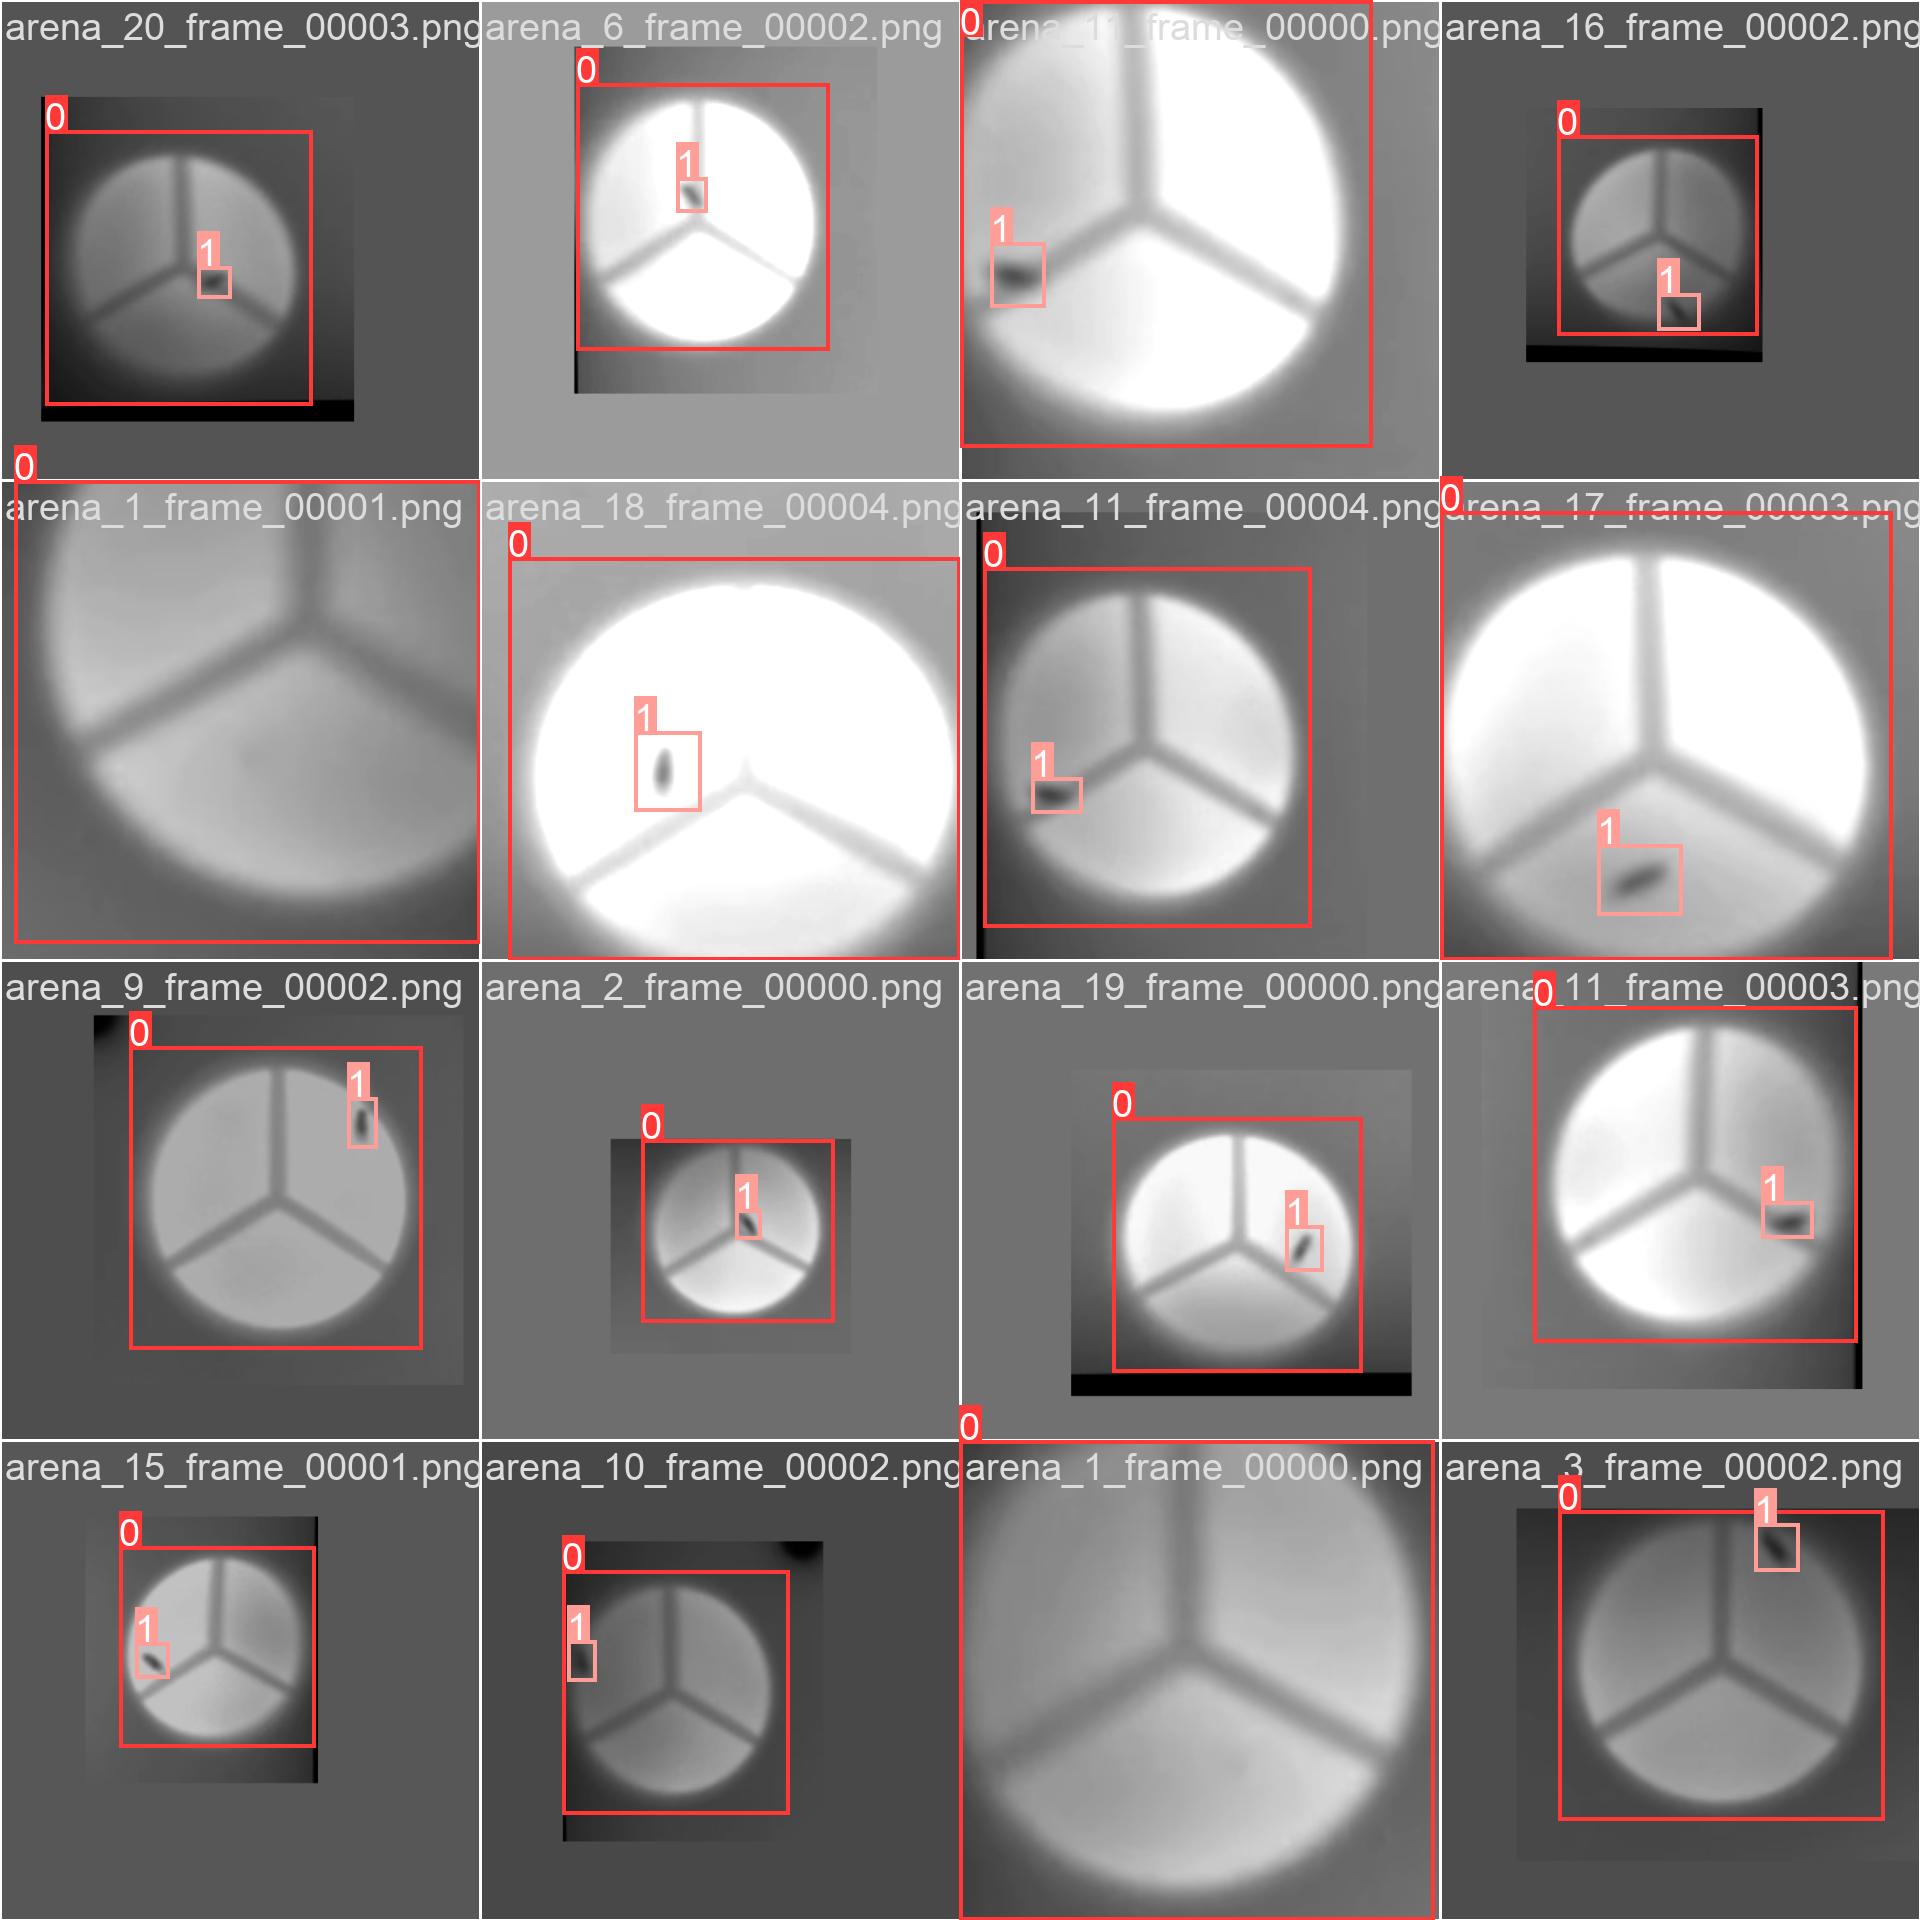 arena_20_frame_00003.png
0
1
arena_6_frame_00002.png
0
1
arena_11_frame_00000.png
0
1
arena_16_frame_00002.png
0
1
arena_1_frame_00001.png
0
arena_18_frame_00004.png
0
1
arena_11_frame_00004.png
0
1
arena_17_frame_00003.png
0
1
arena_9_frame_00002.png
0
1
arena_2_frame_00000.png
0
1
arena_19_frame_00000.png
0
1
arena_11_frame_00003.png
0
1
arena_15_frame_00001.png
0
1
arena_10_frame_00002.png
0
1
arena_1_frame_00000.png
0
arena_3_frame_00002.png
0
1